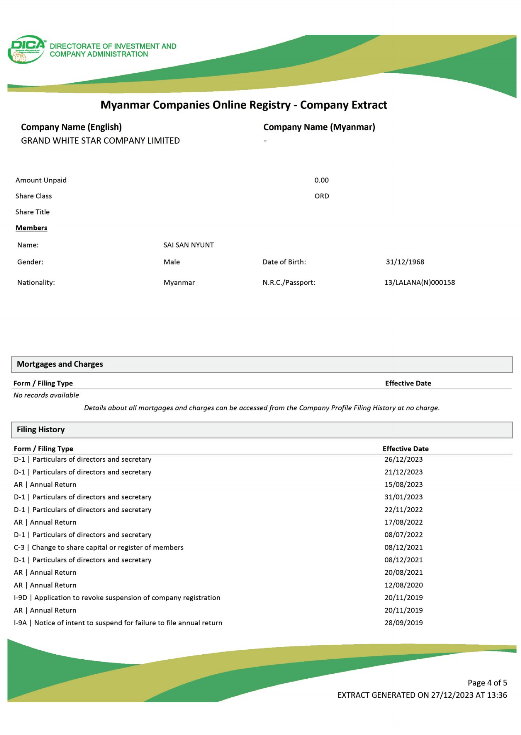 DICA
DIRECTORATE OF INVESTMENT AND
COMPANY ADMINISTRATION
Myanmar Companies Online Registry - Company Extract
Company Name (English) Company Name (Myanmar)
GRAND WHITE STAR COMPANY LIMITED -
Amount Unpaid 0.00
Share Class ORD
Share Title
Members
Name: SAI SAN NYUNT
Gender: Male Date of Birth: 31/12/1968
Nationality: Myanmar N.R.C./Passport: 13/LALANA(N)000158
Mortgages and Charges
Form / Filing Type Effective Date
No records available
Details about all mortgages and charges can be accessed from the Company Profile Filing History at no charge.
Filing History
Form / Filing Type Effective Date
D-1 | Particulars of directors and secretary 26/12/2023
D-1 | Particulars of directors and secretary 21/12/2023
AR | Annual Return 15/08/2023
D-1 | Particulars of directors and secretary 31/01/2023
D-1 | Particulars of directors and secretary 22/11/2022
AR | Annual Return 17/08/2022
D-1 | Particulars of directors and secretary 08/07/2022
C-3 | Change to share capital or register of members 08/12/2021
D-1 | Particulars of directors and secretary 08/12/2021
AR | Annual Return 20/08/2021
AR | Annual Return 12/08/2020
I-9D | Application to revoke suspension of company registration 20/11/2019
AR | Annual Return 20/11/2019
I-9A | Notice of intent to suspend for failure to file annual return 28/09/2019
Page 4 of 5
EXTRACT GENERATED ON 27/12/2023 AT 13:36